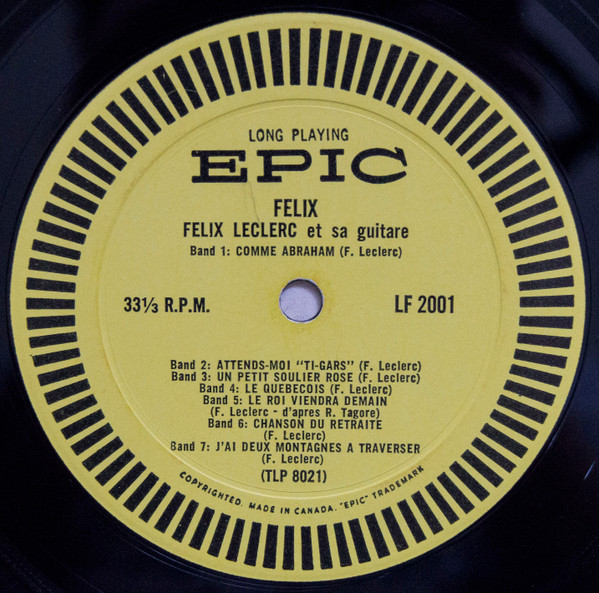 LONG PLAYING
EPIC
FELIX
FELIX LECLERC et sa guitare
Band 1: COMME ABRAHAM (F. Leclerc)
33⅓ R.P.M.
LF 2001
Band 2: ATTENDS-MOI "TI-GARS" (F. Leclerc)
Band 3: UN PETIT SOULIER ROSE (F. Leclerc)
Band 4: LE QUEBECOIS (F. Leclerc)
Band 5: LE ROI VIENDRA DEMAIN
(F. Leclerc - d'apres R. Tagore)
Band 6: CHANSON DU RETRAITE
(F. Leclerc)
Band 7: J'AI DEUX MONTAGNES A TRAVERSER
(F. Leclerc)
(TLP 8021)
COPYRIGHTED. MADE IN CANADA. "EPIC" TRADEMARK